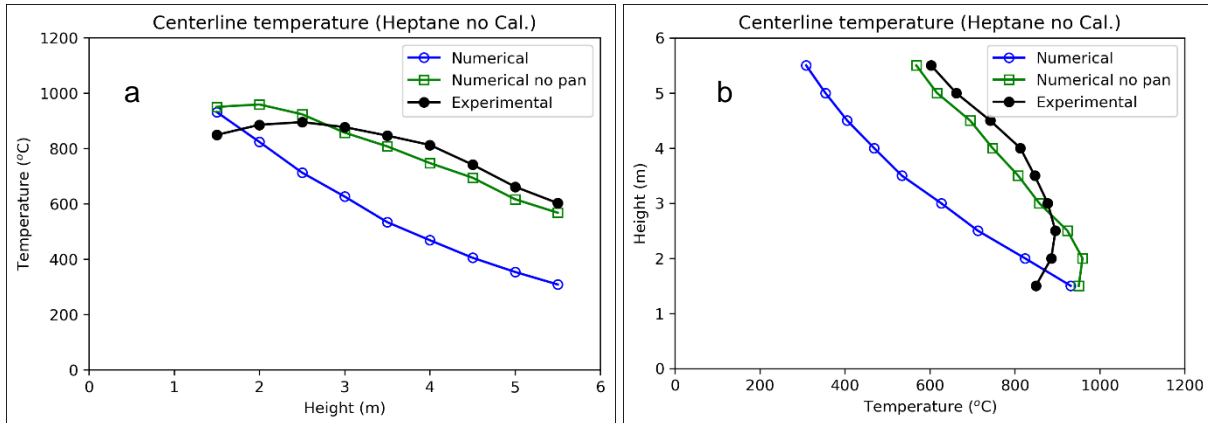 Centerline temperature (Heptane no Cal.)
1200
1000
800
600
400
200
0
Temperature (°C)
a
Numerical
Numerical no pan
Experimental
0 1 2 3 4 5 6
Height (m)
Centerline temperature (Heptane no Cal.)
6
5
4
3
2
1
0
Height (m)
b
Numerical
Numerical no pan
Experimental
0 200 400 600 800 1000 1200
Temperature (°C)